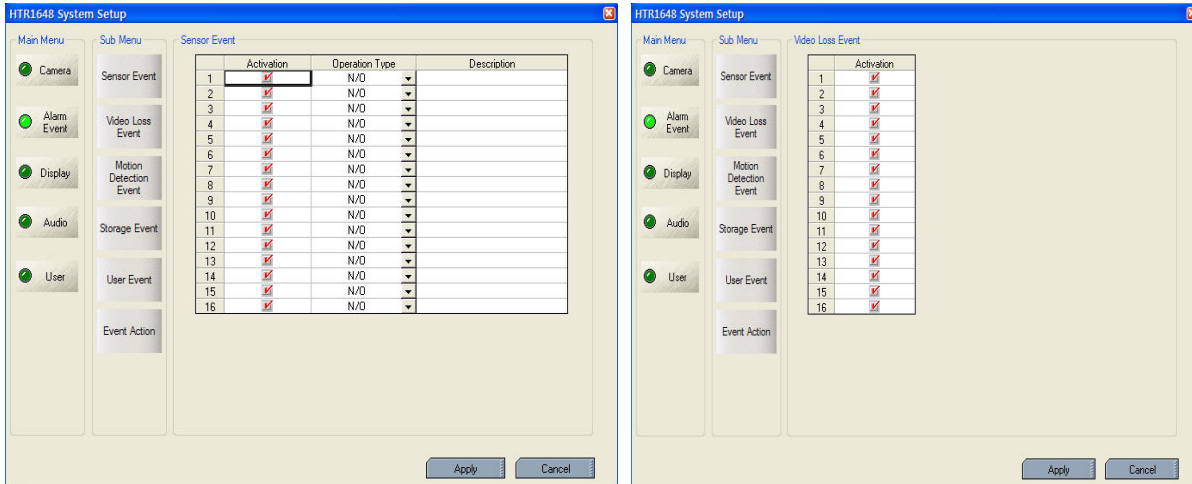 HTR1648 System Setup
Main Menu
Camera
Alarm
Event
Display
Audio
User
Sub Menu
Sensor Event
Video Loss
Event
Motion
Detection
Event
Storage Event
User Event
Event Action
Sensor Event
Activation Operation Type Description
1 N/O
2 N/O
3 N/O
4 N/O
5 N/O
6 N/O
7 N/O
8 N/O
9 N/O
10 N/O
11 N/O
12 N/O
13 N/O
14 N/O
15 N/O
16 N/O
Apply Cancel
HTR1648 System Setup
Main Menu
Camera
Alarm
Event
Display
Audio
User
Sub Menu
Sensor Event
Video Loss
Event
Motion
Detection
Event
Storage Event
User Event
Event Action
Video Loss Event
Activation
1
2
3
4
5
6
7
8
9
10
11
12
13
14
15
16
Apply Cancel